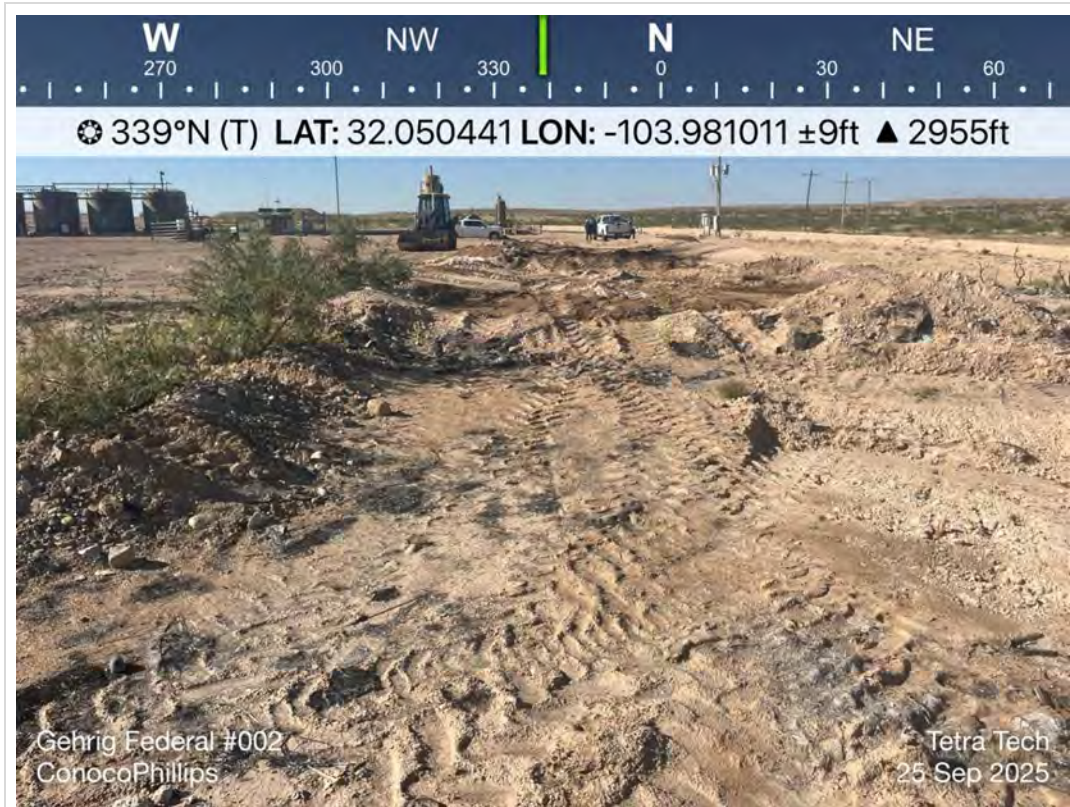 W NW N NE
270 300 330 0 30 60
339°N (T) LAT: 32.050441 LON: -103.981011 ±9ft ▲ 2955ft
Gehrig Federal #002
ConocoPhillips
Tetra Tech
25 Sep 2025